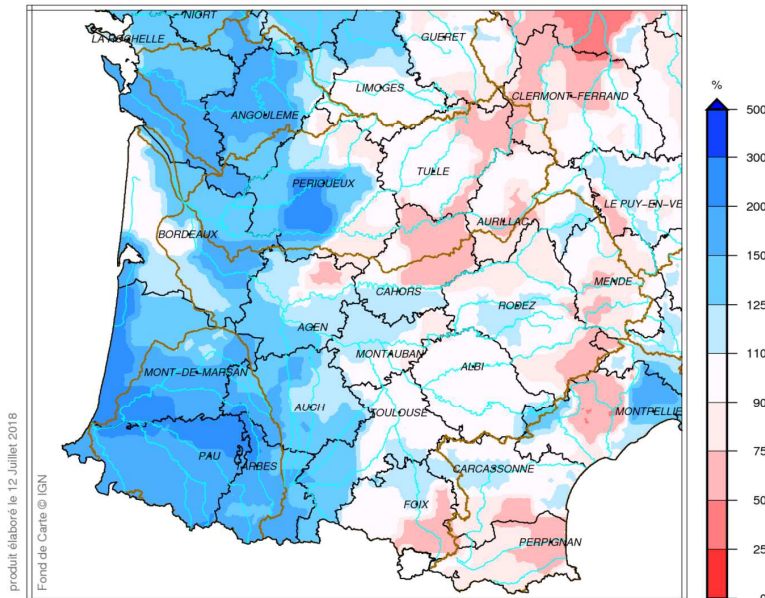 NIORT
LA ROCHELLE
GUERET
LIMOGES
CLERMONT-FERRAND
ANGOULEME
TULLE
PERIGUEUX
LE PUY-EN-VE
AURILLAC
BORDEAUX
MENDE
CAHORS
RODEZ
AGEN
MONTAUBAN
ALBI
MONT-DE-MARSAN
AUCH
TOULOUSE
MONTPELLIE
PAU
TARBES
CARCASSONNE
FOIX
PERPIGNAN
%
500
300
200
150
125
110
90
75
50
25
0
produit élaboré le 12 Juillet 2018
Fond de Carte © IGN